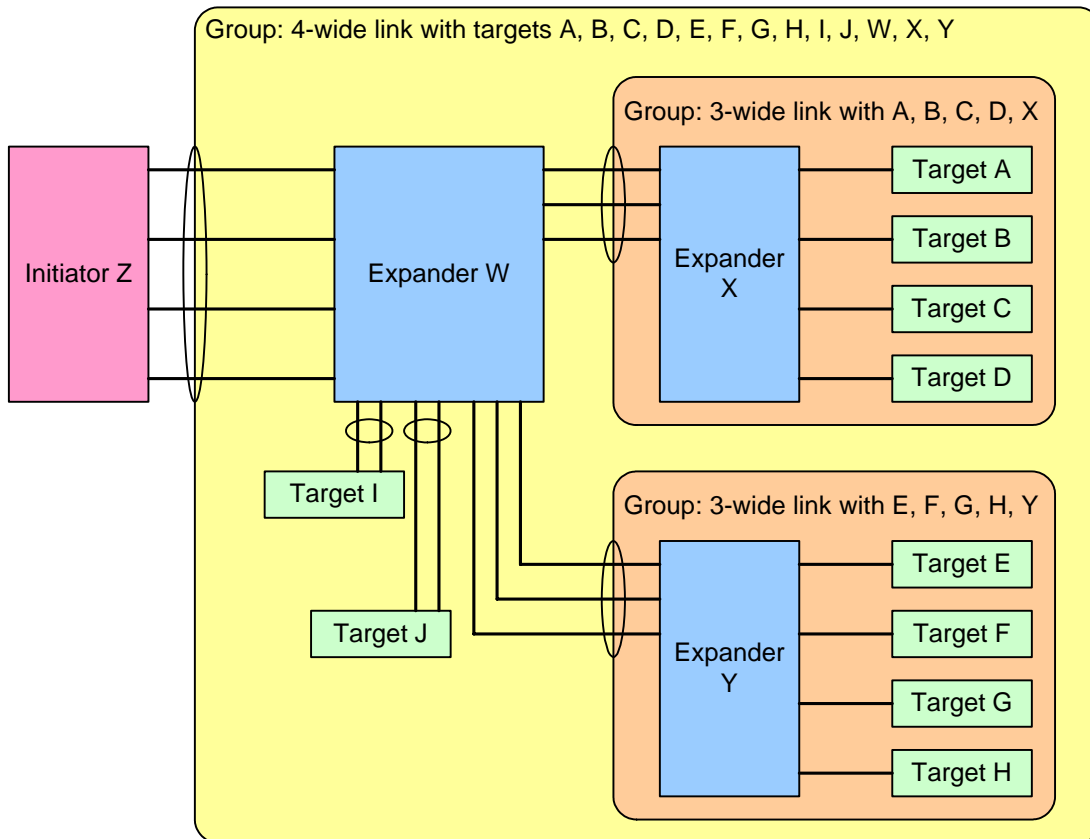 Group: 4-wide link with targets A, B, C, D, E, F, G, H, I, J, W, X, Y
Group: 3-wide link with A, B, C, D, X
Initiator Z
Expander W
Expander
X
Target A
Target B
Target C
Target D
Target I
Target J
Group: 3-wide link with E, F, G, H, Y
Expander
Y
Target E
Target F
Target G
Target H